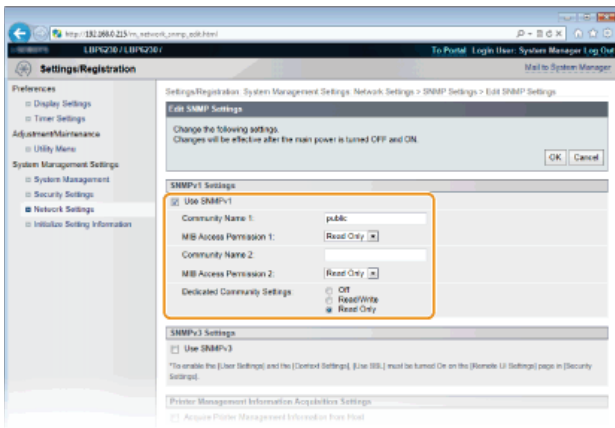 http://192.168.0.215/m_network_snmp_edit.html
LBP6230 / LBP6230 /
To Portal Login User: System Manager Log Out
Settings/Registration
Mail to System Manager
Preferences
Display Settings
Timer Settings
Adjustment/Maintenance
Utility Menu
System Management Settings
System Management
Security Settings
Network Settings
Initialize Setting Information
Settings/Registration: System Management Settings: Network Settings > SNMP Settings > Edit SNMP Settings
Edit SNMP Settings
Change the following settings.
Changes will be effective after the main power is turned OFF and ON.
OK Cancel
SNMPv1 Settings
Use SNMPv1
Community Name 1: public
MIB Access Permission 1: Read Only
Community Name 2:
MIB Access Permission 2: Read Only
Dedicated Community Settings: Off
Read/Write
Read Only
SNMPv3 Settings
Use SNMPv3
*To enable the [User Settings] and the [Context Settings], [Use SSL] must be turned On on the [Remote UI Settings] page in [Security
Settings].
Printer Management Information Acquisition Settings
Acquire Printer Management Information from Host